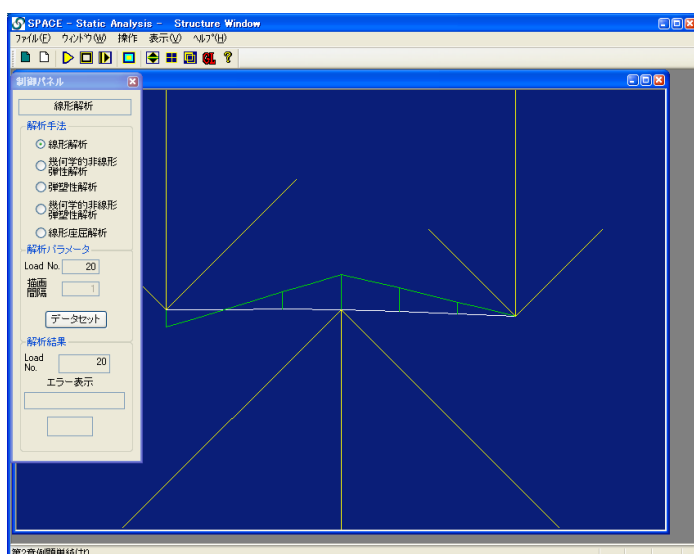 SPACE - Static Analysis - Structure Window
ファイル(F) ウィンドウ(W) 操作 表示(V) ヘルプ(H)
GL ?
制御パネル
線形解析
解析手法
線形解析
幾何学的非線形
弾性解析
弾塑性解析
幾何学的非線形
弾塑性解析
線形座屈解析
解析パラメータ
Load No. 20
描画
間隔 1
データセット
解析結果
Load
No. 20
エラー表示